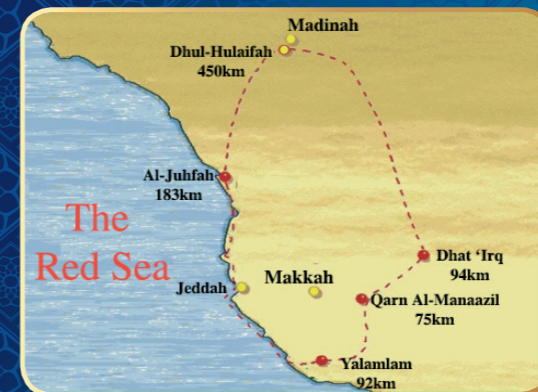 Madinah
Dhul-Hulaifah
450km
Al-Juhfah
183km
The
Red Sea
Dhat ‘Irq
94km
Jeddah
Makkah
Qarn Al-Manaazil
75km
Yalamlam
92km